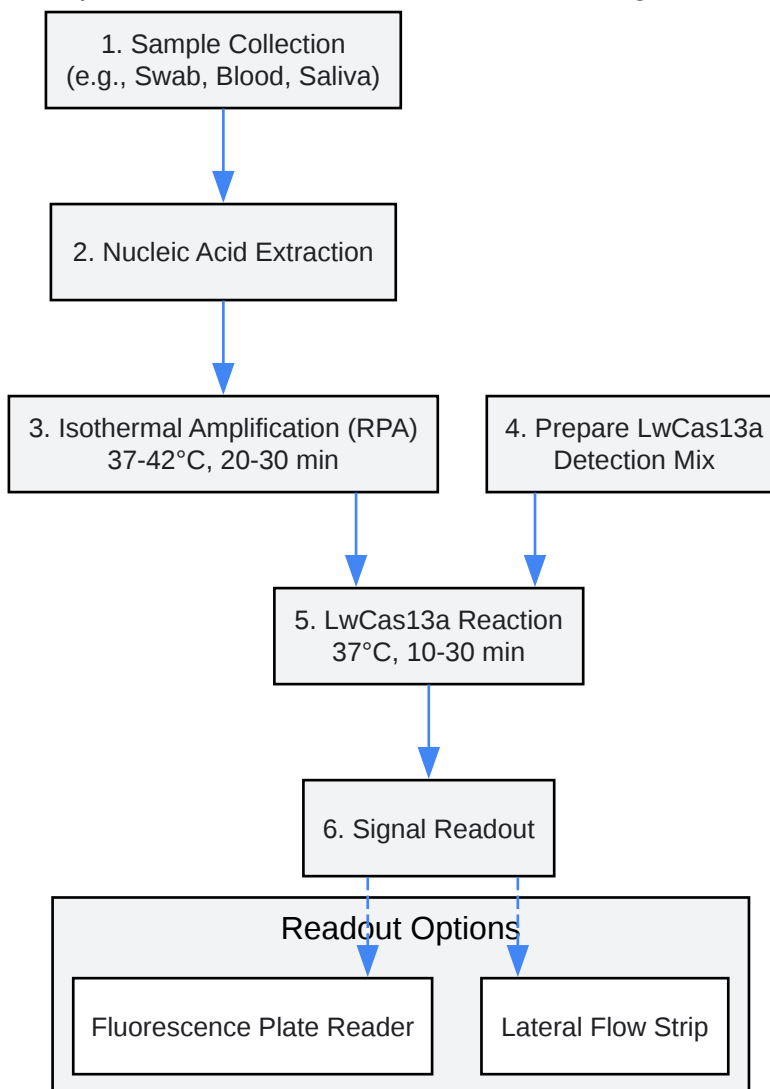 1. Sample Collection
(e.g., Swab, Blood, Saliva)
2. Nucleic Acid Extraction
3. Isothermal Amplification (RPA)
37-42°C, 20-30 min
4. Prepare LwCas13a
Detection Mix
5. LwCas13a Reaction
37°C, 10-30 min
6. Signal Readout
Readout Options
Fluorescence Plate Reader
Lateral Flow Strip